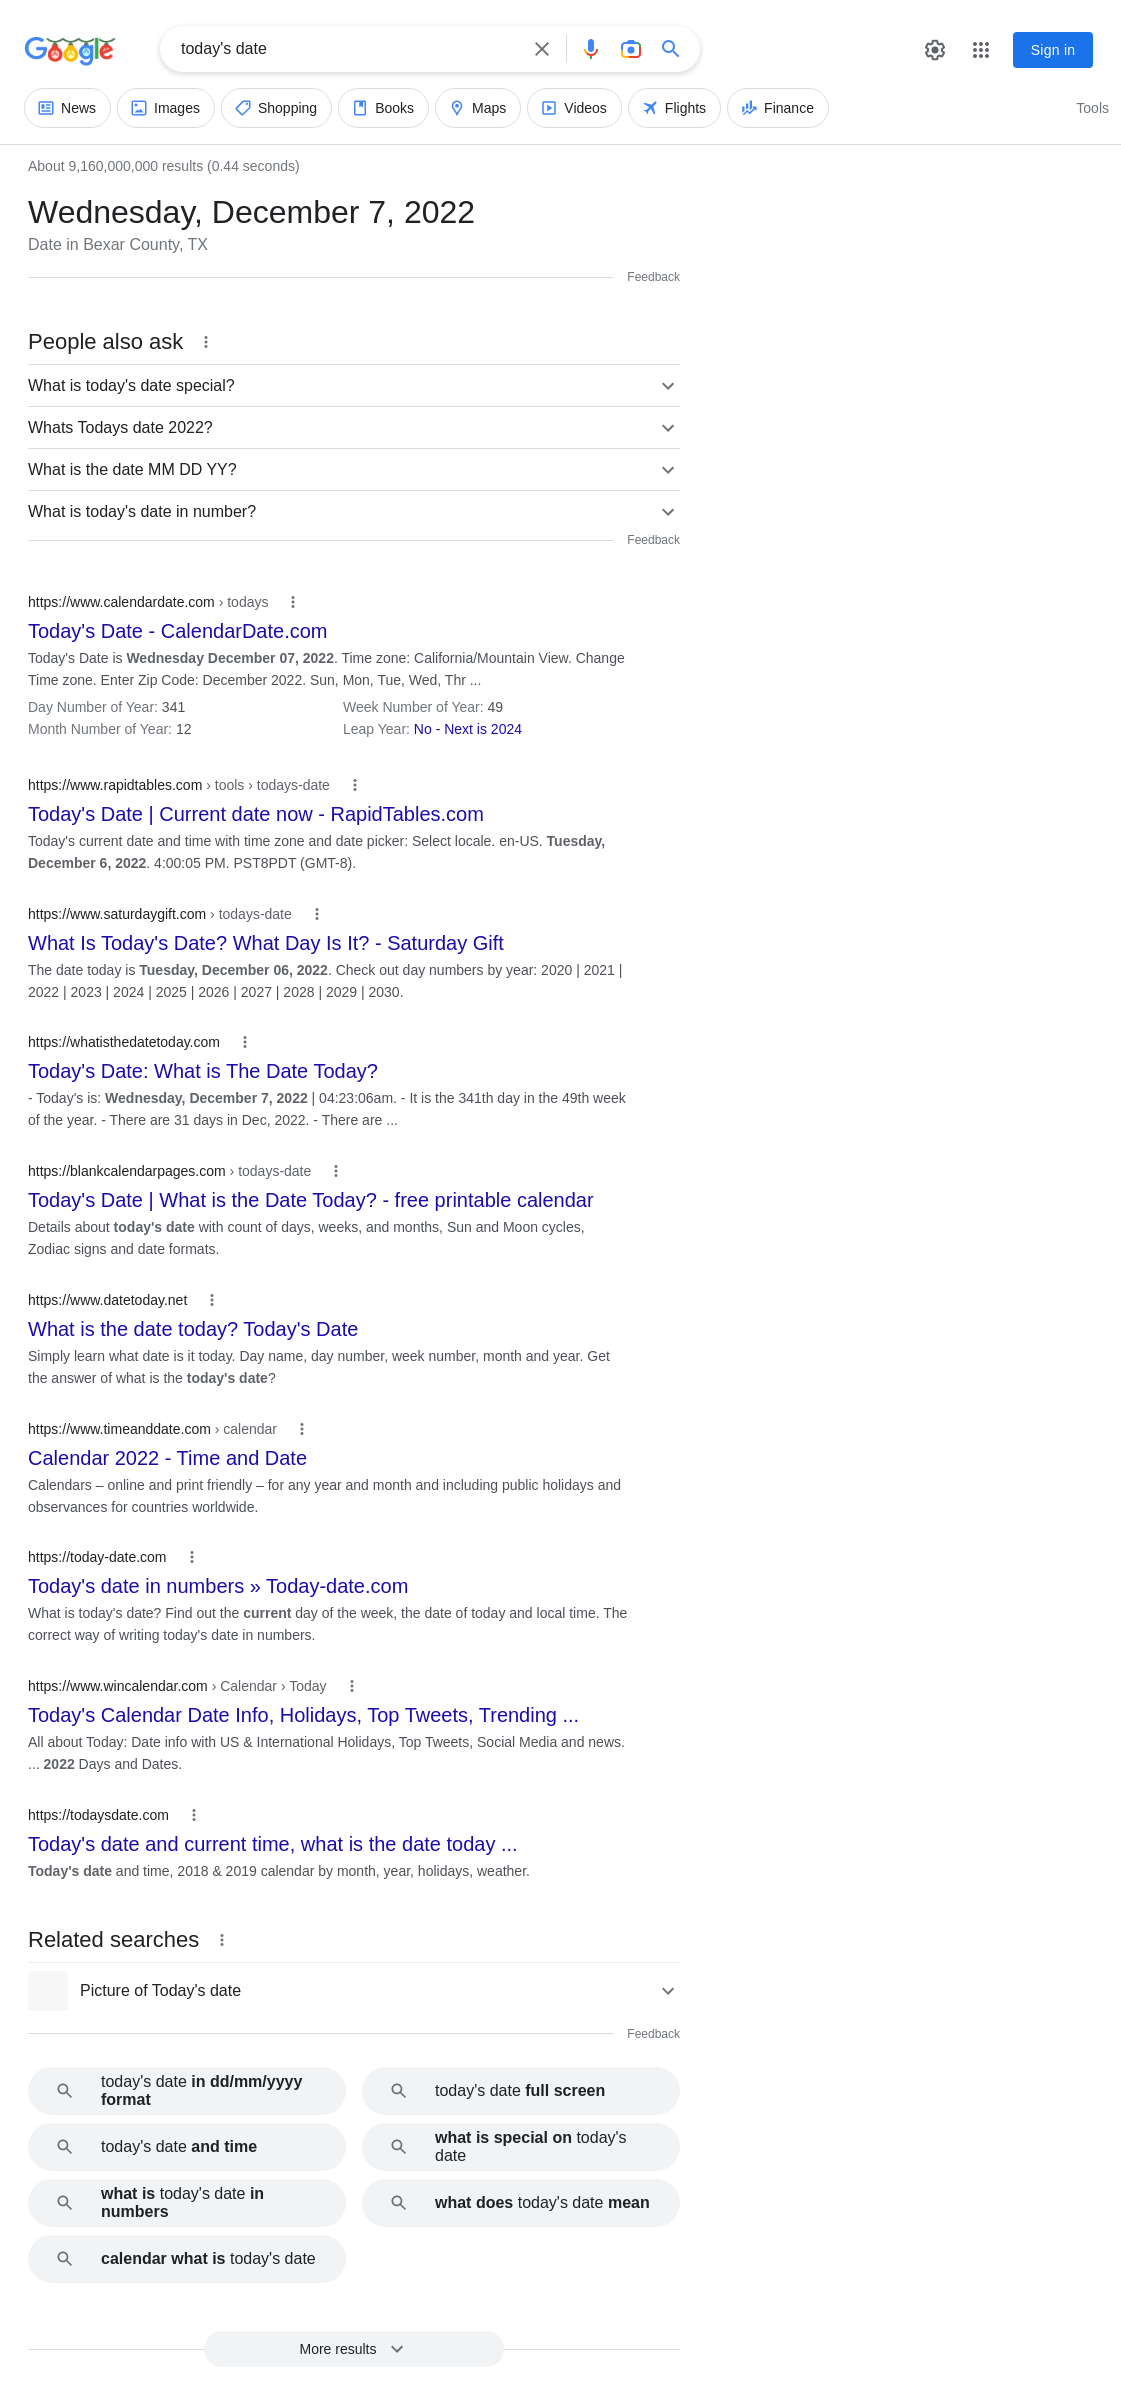 Google
today's date
Sign in
News
Images
Shopping
Books
Maps
Videos
Flights
Finance
Tools
About 9,160,000,000 results (0.44 seconds)
Wednesday, December 7, 2022
Date in Bexar County, TX
Feedback
People also ask
What is today's date special?
Whats Todays date 2022?
What is the date MM DD YY?
What is today's date in number?
Feedback
https://www.calendardate.com › todays
Today's Date - CalendarDate.com
Today's Date is Wednesday December 07, 2022. Time zone: California/Mountain View. Change
Time zone. Enter Zip Code: December 2022. Sun, Mon, Tue, Wed, Thr ...
Day Number of Year: 341
Week Number of Year: 49
Month Number of Year: 12
Leap Year: No - Next is 2024
https://www.rapidtables.com › tools › todays-date
Today's Date | Current date now - RapidTables.com
Today's current date and time with time zone and date picker: Select locale. en-US. Tuesday,
December 6, 2022. 4:00:05 PM. PST8PDT (GMT-8).
https://www.saturdaygift.com › todays-date
What Is Today's Date? What Day Is It? - Saturday Gift
The date today is Tuesday, December 06, 2022. Check out day numbers by year: 2020 | 2021 |
2022 | 2023 | 2024 | 2025 | 2026 | 2027 | 2028 | 2029 | 2030.
https://whatisthedatetoday.com
Today's Date: What is The Date Today?
- Today's is: Wednesday, December 7, 2022 | 04:23:06am. - It is the 341th day in the 49th week
of the year. - There are 31 days in Dec, 2022. - There are ...
https://blankcalendarpages.com › todays-date
Today's Date | What is the Date Today? - free printable calendar
Details about today's date with count of days, weeks, and months, Sun and Moon cycles,
Zodiac signs and date formats.
https://www.datetoday.net
What is the date today? Today's Date
Simply learn what date is it today. Day name, day number, week number, month and year. Get
the answer of what is the today's date?
https://www.timeanddate.com › calendar
Calendar 2022 - Time and Date
Calendars – online and print friendly – for any year and month and including public holidays and
observances for countries worldwide.
https://today-date.com
Today's date in numbers » Today-date.com
What is today's date? Find out the current day of the week, the date of today and local time. The
correct way of writing today's date in numbers.
https://www.wincalendar.com › Calendar › Today
Today's Calendar Date Info, Holidays, Top Tweets, Trending ...
All about Today: Date info with US & International Holidays, Top Tweets, Social Media and news.
... 2022 Days and Dates.
https://todaysdate.com
Today's date and current time, what is the date today ...
Today's date and time, 2018 & 2019 calendar by month, year, holidays, weather.
Related searches
Picture of Today's date
Feedback
today's date in dd/mm/yyyy
format
today's date full screen
today's date and time
what is special on today's
date
what is today's date in
numbers
what does today's date mean
calendar what is today's date
More results